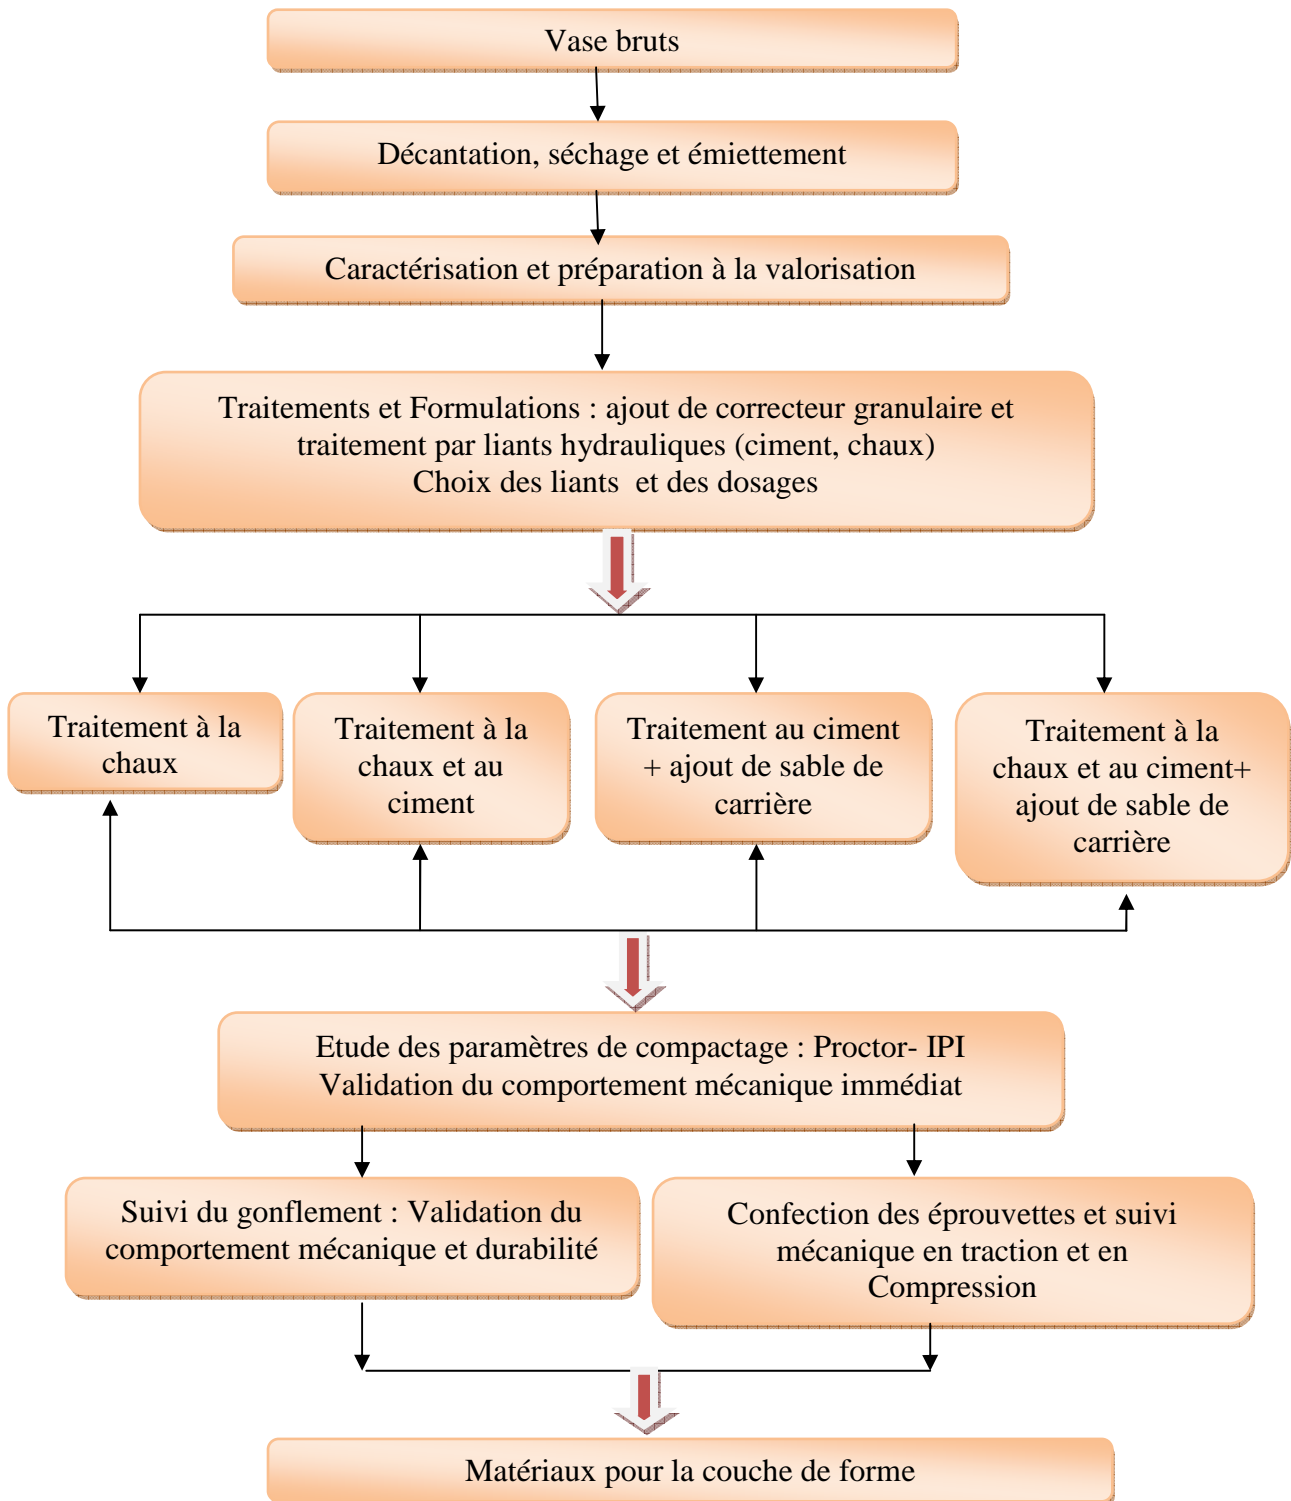 Vase bruts
Décantation, séchage et émiettement
Caractérisation et préparation à la valorisation
Traitements et Formulations : ajout de correcteur granulaire et
traitement par liants hydrauliques (ciment, chaux)
Choix des liants et des dosages
Traitement à la
chaux
Traitement à la
chaux et au
ciment
Traitement au ciment
+ ajout de sable de
carrière
Traitement à la
chaux et au ciment+
ajout de sable de
carrière
Etude des paramètres de compactage : Proctor- IPI
Validation du comportement mécanique immédiat
Suivi du gonflement : Validation du
comportement mécanique et durabilité
Confection des éprouvettes et suivi
mécanique en traction et en
Compression
Matériaux pour la couche de forme